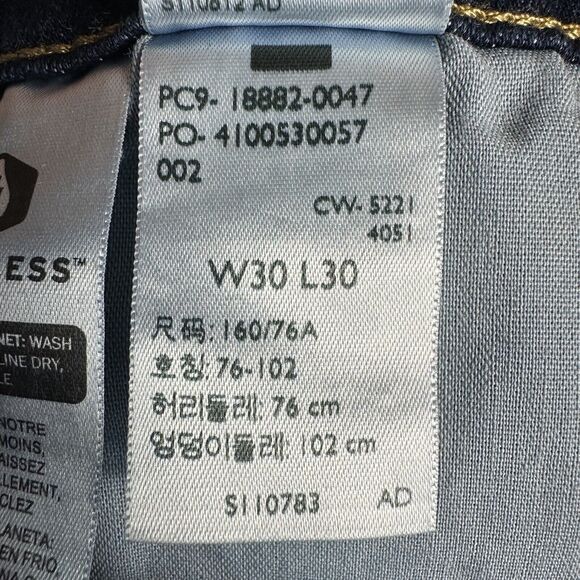 S110812 AD
PC9- 18882-0047
PO- 4100530057
002
CW- 5221
4051
W30 L30
尺码: 160/76A
호칭: 76-102
허리둘레: 76 cm
엉덩이둘레: 102 cm
S110783 AD
ESS™
NET: WASH
LINE DRY,
LE
NOTRE
MOINS,
AISSEZ
LLEMENT,
CLEZ
LANETA:
EN FRIO,